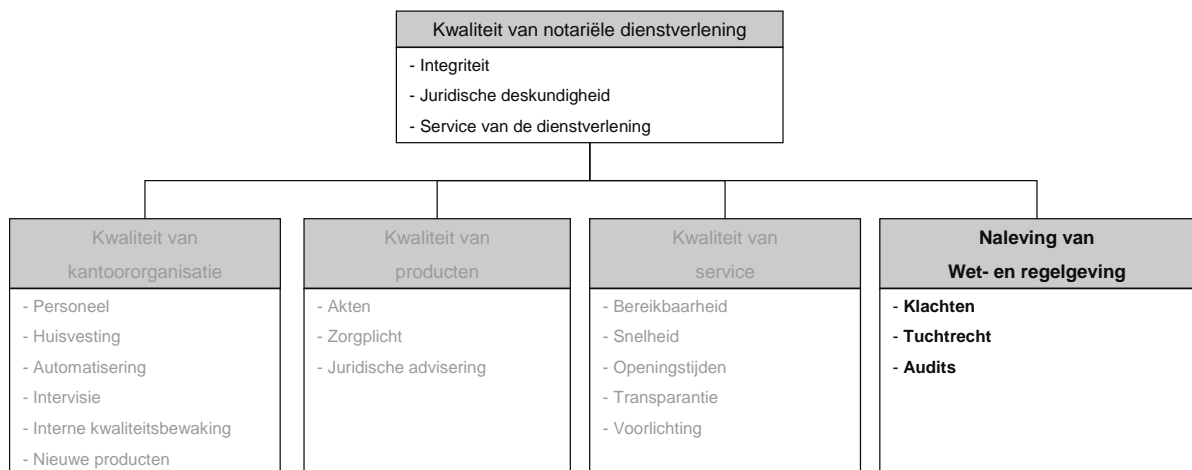 Kwaliteit van notariële dienstverlening
- Integriteit
- Juridische deskundigheid
- Service van de dienstverlening
Kwaliteit van
kantoororganisatie
- Personeel
- Huisvesting
- Automatisering
- Intervisie
- Interne kwaliteitsbewaking
- Nieuwe producten
Kwaliteit van
producten
- Akten
- Zorgplicht
- Juridische advisering
Kwaliteit van
service
- Bereikbaarheid
- Snelheid
- Openingstijden
- Transparantie
- Voorlichting
Naleving van
Wet- en regelgeving
- Klachten
- Tuchtrecht
- Audits